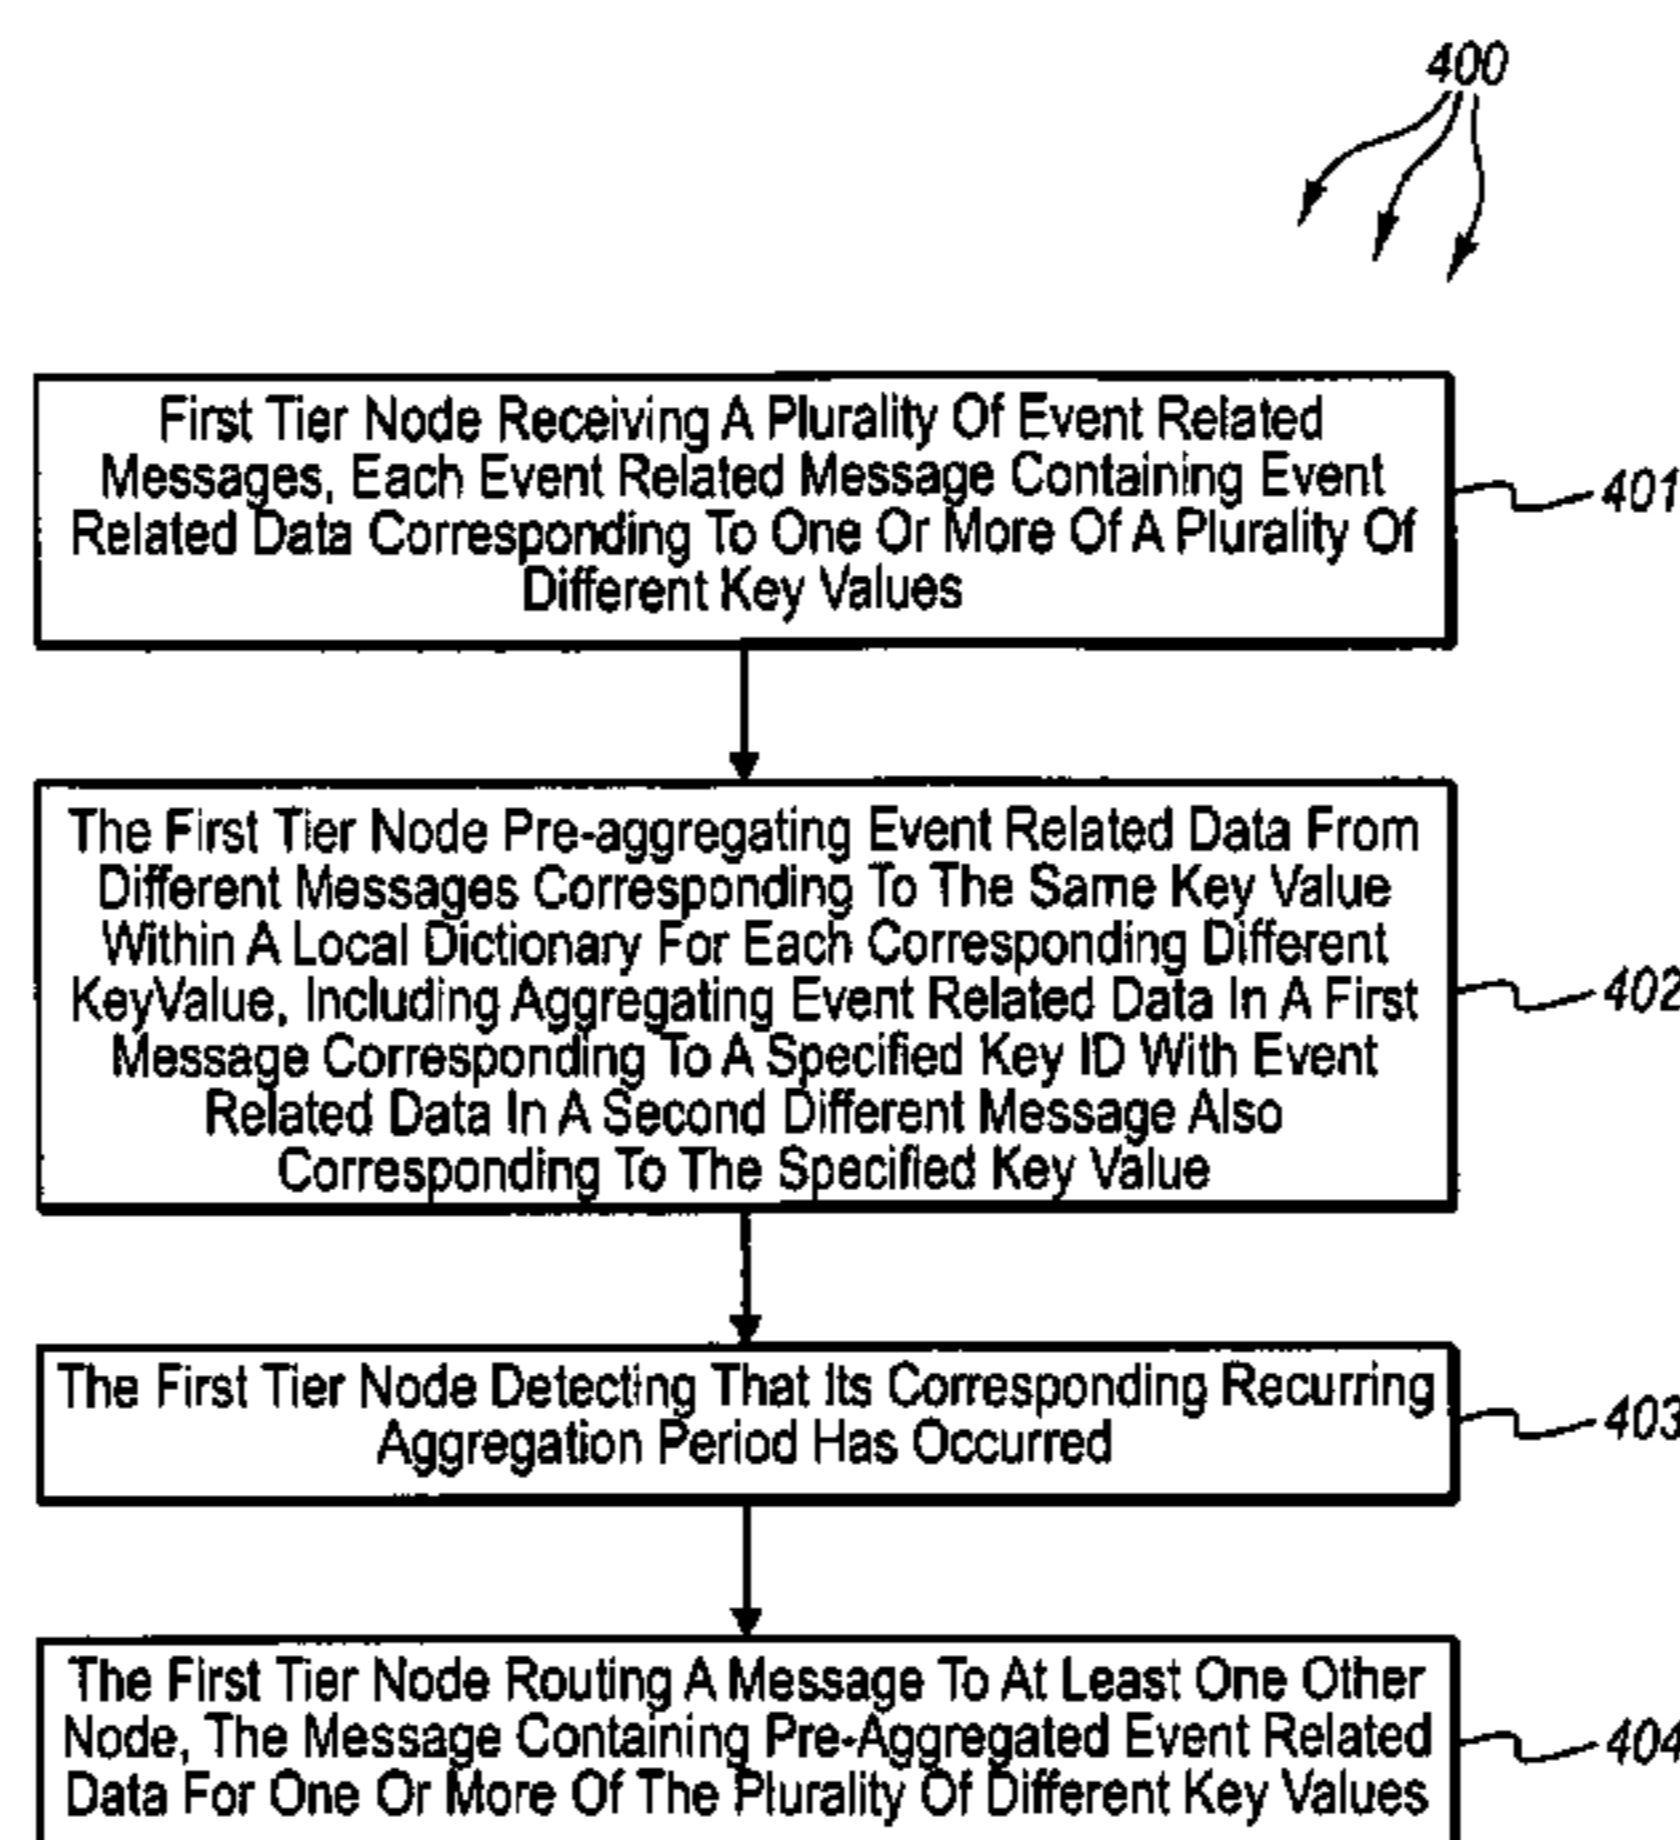 400
First Tier Node Receiving A Plurality Of Event Related
Messages, Each Event Related Message Containing Event
Related Data Corresponding To One Or More Of A Plurality Of
Different Key Values
401
The First Tier Node Pre-aggregating Event Related Data From
Different Messages Corresponding To The Same Key Value
Within A Local Dictionary For Each Corresponding Different
KeyValue, Including Aggregating Event Related Data In A First
Message Corresponding To A Specified Key ID With Event
Related Data In A Second Different Message Also
Corresponding To The Specified Key Value
402
The First Tier Node Detecting That Its Corresponding Recurring
Aggregation Period Has Occurred
403
The First Tier Node Routing A Message To At Least One Other
Node, The Message Containing Pre-Aggregated Event Related
Data For One Or More Of The Plurality Of Different Key Values
404